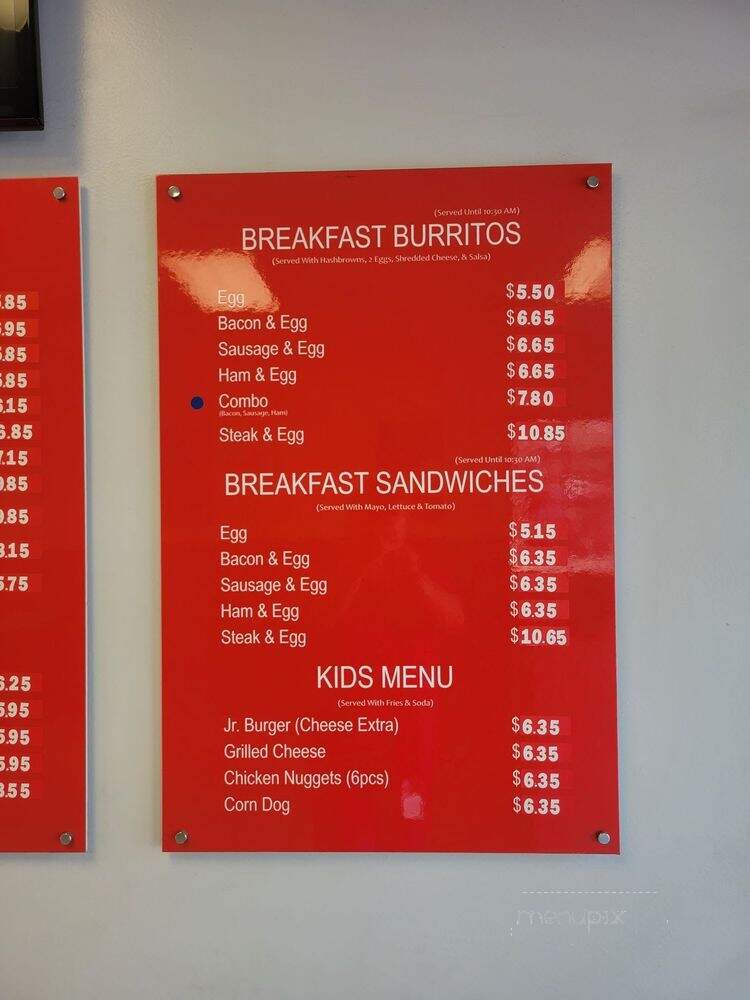 (Served Until 10:30 AM)
BREAKFAST BURRITOS
(Served With Hashbrowns, 2 Eggs, Shredded Cheese, & Salsa)
Egg $5.50
Bacon & Egg $6.65
Sausage & Egg $6.65
Ham & Egg $6.65
Combo $7.80
(Bacon, Sausage, Ham)
Steak & Egg $10.85
(Served Until 10:30 AM)
BREAKFAST SANDWICHES
(Served With Mayo, Lettuce & Tomato)
Egg $5.15
Bacon & Egg $6.35
Sausage & Egg $6.35
Ham & Egg $6.35
Steak & Egg $10.65
KIDS MENU
(Served With Fries & Soda)
Jr. Burger (Cheese Extra) $6.35
Grilled Cheese $6.35
Chicken Nuggets (6pcs) $6.35
Corn Dog $6.35
menupix